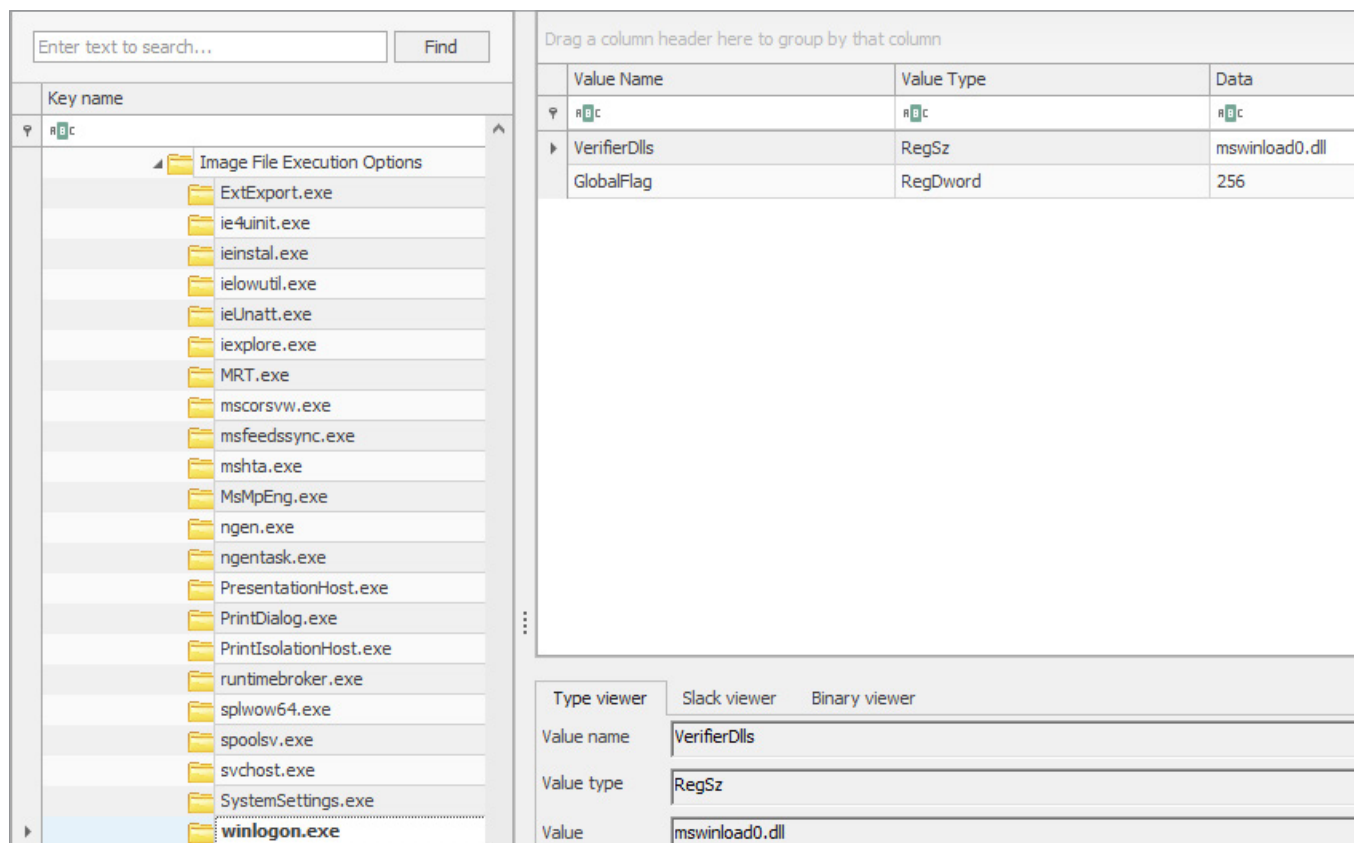 Enter text to search...
Find
Key name
ABC
Image File Execution Options
ExtExport.exe
ie4uinit.exe
ieinstal.exe
ielowutil.exe
ieUnatt.exe
iexplore.exe
MRT.exe
mscorsvw.exe
msfeedssync.exe
mshta.exe
MsMpEng.exe
ngen.exe
ngentask.exe
PresentationHost.exe
PrintDialog.exe
PrintIsolationHost.exe
runtimebroker.exe
splwow64.exe
spoolsv.exe
svchost.exe
SystemSettings.exe
winlogon.exe
Drag a column header here to group by that column
Value Name Value Type Data
ABC ABC ABC
VerifierDlls RegSz mswinload0.dll
GlobalFlag RegDword 256
Type viewer Slack viewer Binary viewer
Value name VerifierDlls
Value type RegSz
Value mswinload0.dll